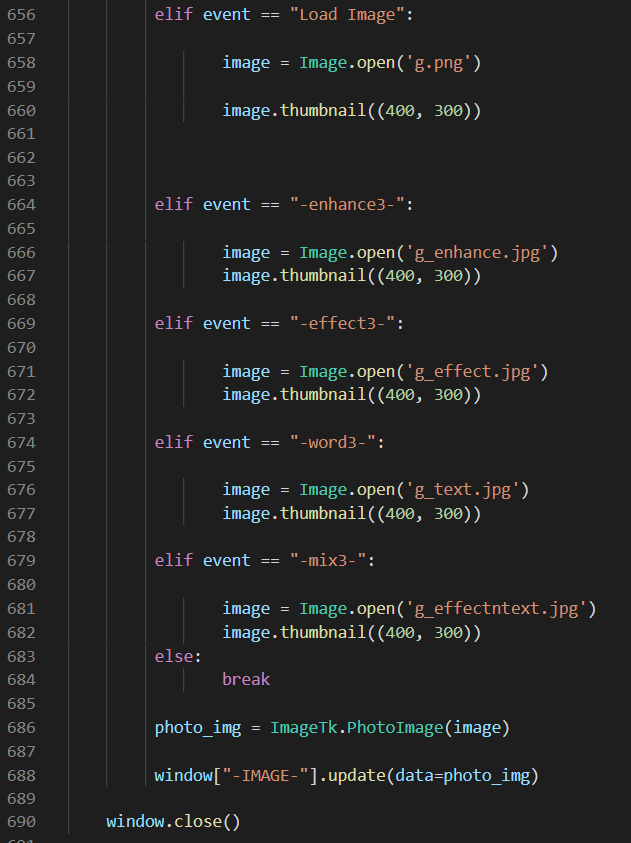 656 elif event == "Load Image":
657
658 image = Image.open('g.png')
659
660 image.thumbnail((400, 300))
661
662
663
664 elif event == "-enhance3-":
665
666 image = Image.open('g_enhance.jpg')
667 image.thumbnail((400, 300))
668
669 elif event == "-effect3-":
670
671 image = Image.open('g_effect.jpg')
672 image.thumbnail((400, 300))
673
674 elif event == "-word3-":
675
676 image = Image.open('g_text.jpg')
677 image.thumbnail((400, 300))
678
679 elif event == "-mix3-":
680
681 image = Image.open('g_effectntext.jpg')
682 image.thumbnail((400, 300))
683 else:
684 break
685
686 photo_img = ImageTk.PhotoImage(image)
687
688 window["-IMAGE-"].update(data=photo_img)
689
690 window.close()